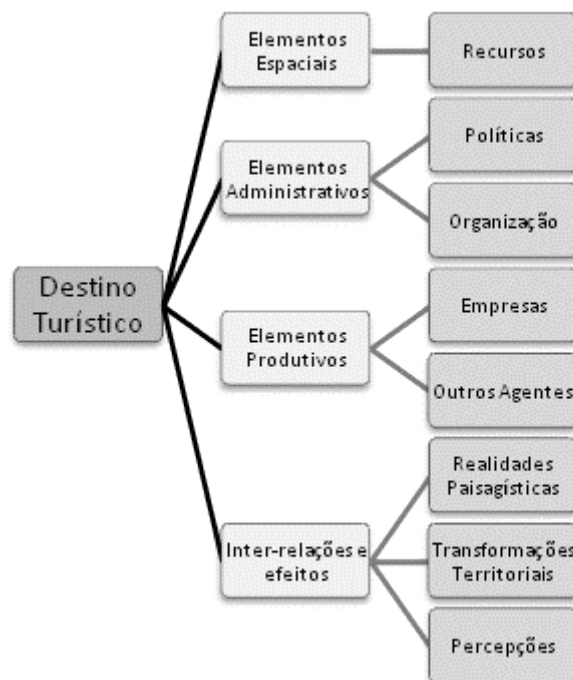 Elementos
Espaciais
Recursos
Políticas
Elementos
Administrativos
Organização
Destino
Turístico
Empresas
Elementos
Produtivos
Outros Agentes
Realidades
Paisagísticas
Inter-relações e
efeitos
Transformações
Territoriais
Percepções